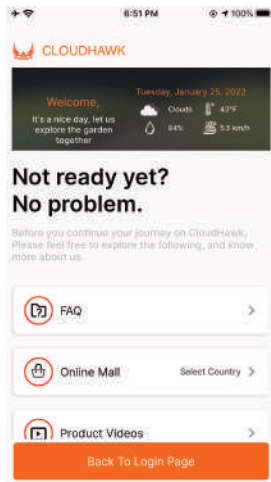 6:51 PM
100%
CLOUDHAWK
Tuesday, January 25, 2022
Welcome,
It's a nice day, let us
explore the garden
together
Clouds
42°F
84%
5.5 km/h
Not ready yet?
No problem.
Before you continue your journey on CloudHawk,
Please feel free to explore the following, and know
more about us.
FAQ
Online Mall
Select Country
Product Videos
Back To Login Page